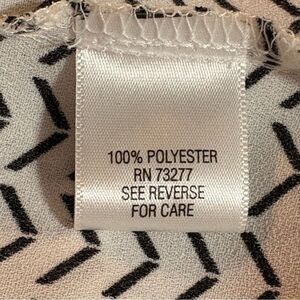 100% POLYESTER
RN 73277
SEE REVERSE
FOR CARE